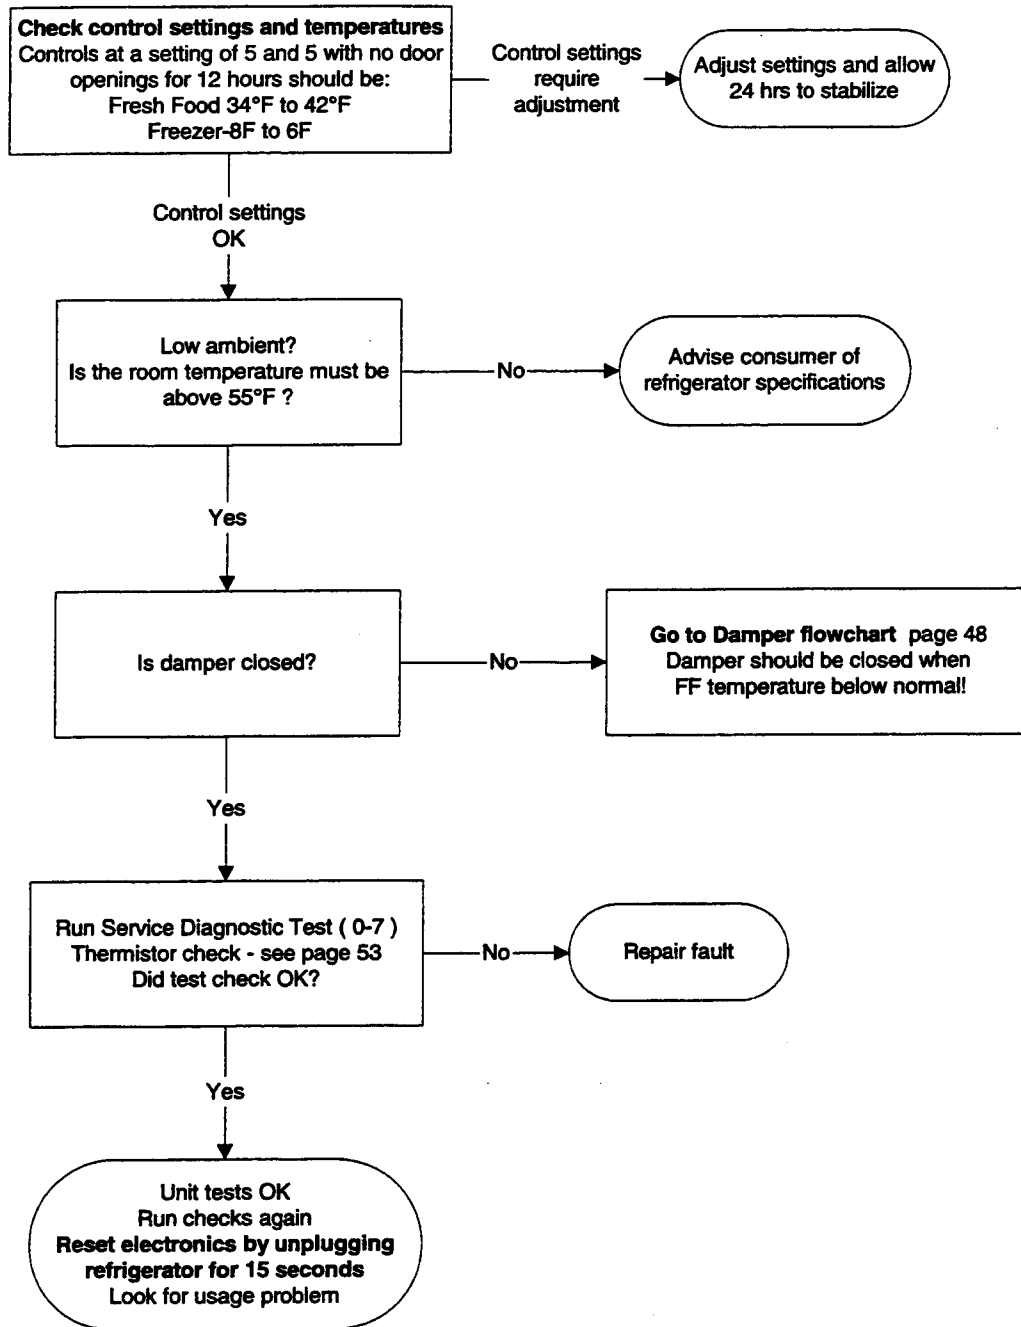 Check control settings and temperatures
Controls at a setting of 5 and 5 with no door
openings for 12 hours should be:
Fresh Food 34°F to 42°F
Freezer-8F to 6F
Control settings
require
adjustment
Adjust settings and allow
24 hrs to stabilize
Control settings
OK
Low ambient?
Is the room temperature must be
above 55°F ?
No
Advise consumer of
refrigerator specifications
Yes
Is damper closed?
No
Go to Damper flowchart page 48
Damper should be closed when
FF temperature below normal!
Yes
Run Service Diagnostic Test ( 0-7 )
Thermistor check - see page 53
Did test check OK?
No
Repair fault
Yes
Unit tests OK
Run checks again
Reset electronics by unplugging
refrigerator for 15 seconds
Look for usage problem